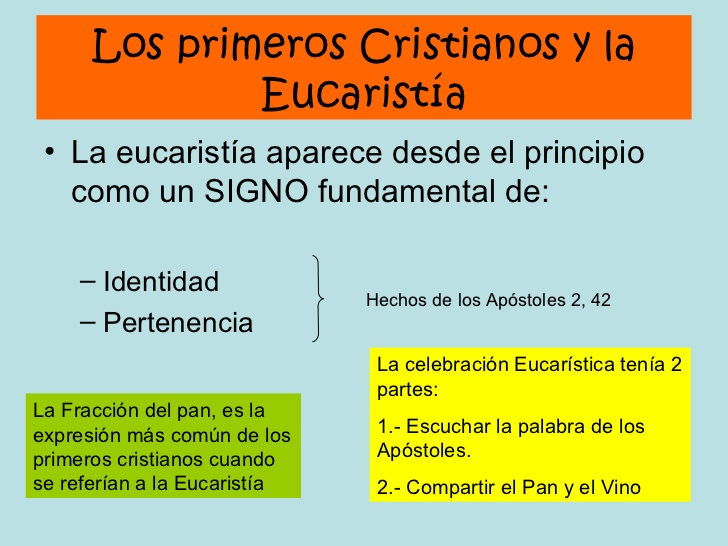 Los primeros Cristianos y la
Eucaristía
• La eucaristía aparece desde el principio
como un SIGNO fundamental de:
– Identidad
– Pertenencia
Hechos de los Apóstoles 2, 42
La Fracción del pan, es la
expresión más común de los
primeros cristianos cuando
se referían a la Eucaristía
La celebración Eucarística tenía 2
partes:
1.- Escuchar la palabra de los
Apóstoles.
2.- Compartir el Pan y el Vino